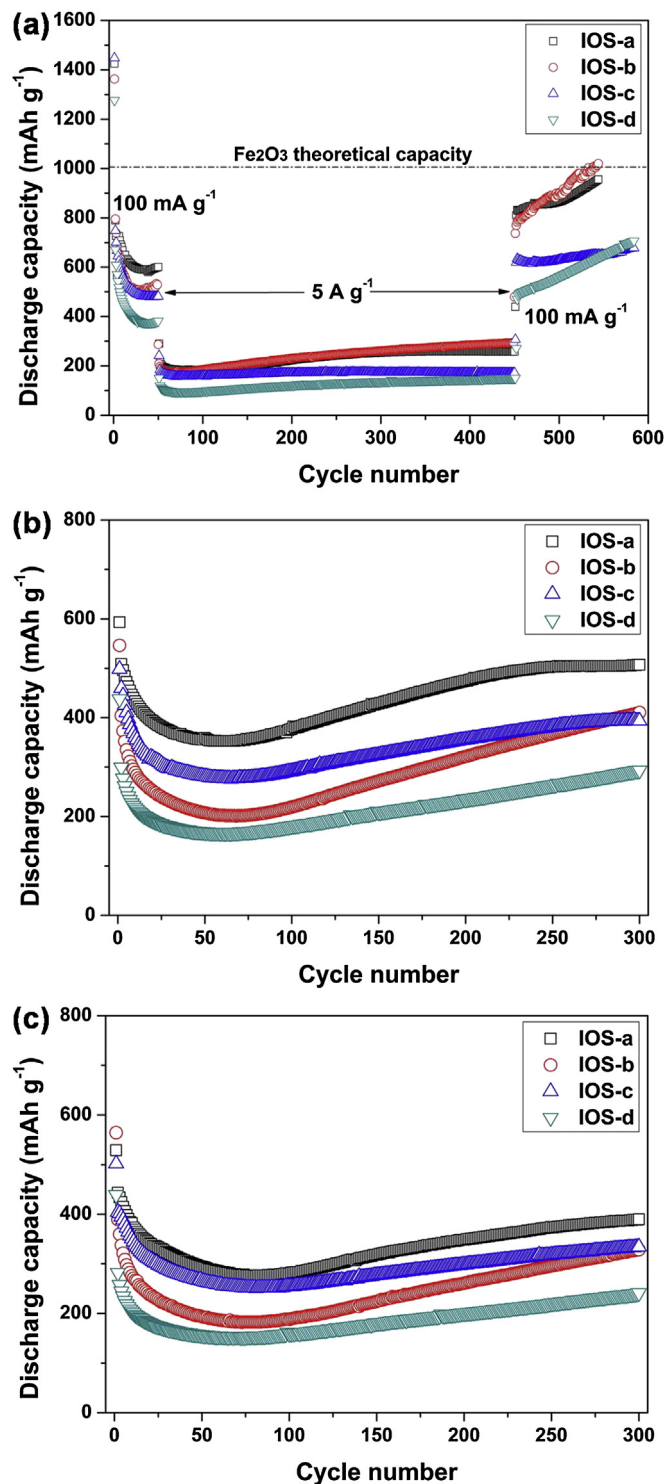 (a)
Discharge capacity (mAh g⁻¹)
1600
1400
1200
1000
800
600
400
200
0
IOS-a
IOS-b
IOS-c
IOS-d
Fe₂O₃ theoretical capacity
100 mA g⁻¹
5 A g⁻¹
100 mA g⁻¹
0 100 200 300 400 500 600
Cycle number
(b)
Discharge capacity (mAh g⁻¹)
800
600
400
200
0
IOS-a
IOS-b
IOS-c
IOS-d
0 50 100 150 200 250 300
Cycle number
(c)
Discharge capacity (mAh g⁻¹)
800
600
400
200
0
IOS-a
IOS-b
IOS-c
IOS-d
0 50 100 150 200 250 300
Cycle number